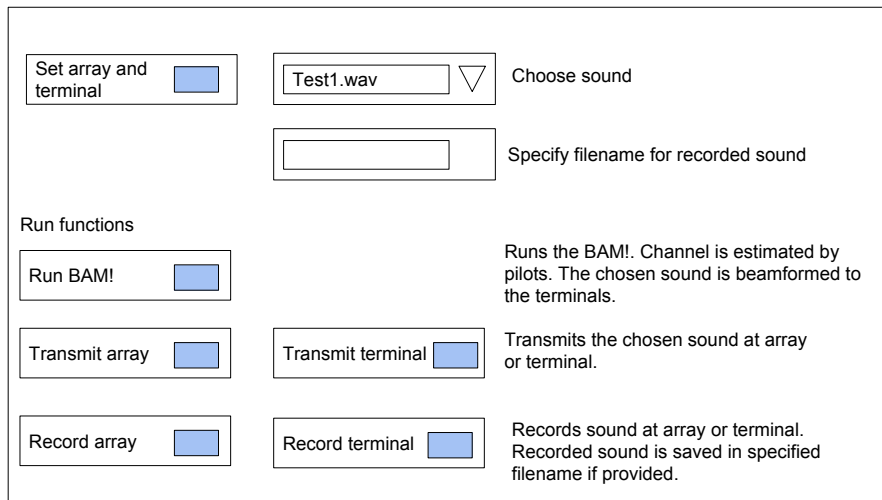 Set array and
terminal
Test1.wav
Choose sound
Specify filename for recorded sound
Run functions
Run BAM!
Runs the BAM!. Channel is estimated by
pilots. The chosen sound is beamformed to
the terminals.
Transmit array
Transmit terminal
Transmits the chosen sound at array
or terminal.
Record array
Record terminal
Records sound at array or terminal.
Recorded sound is saved in specified
filename if provided.